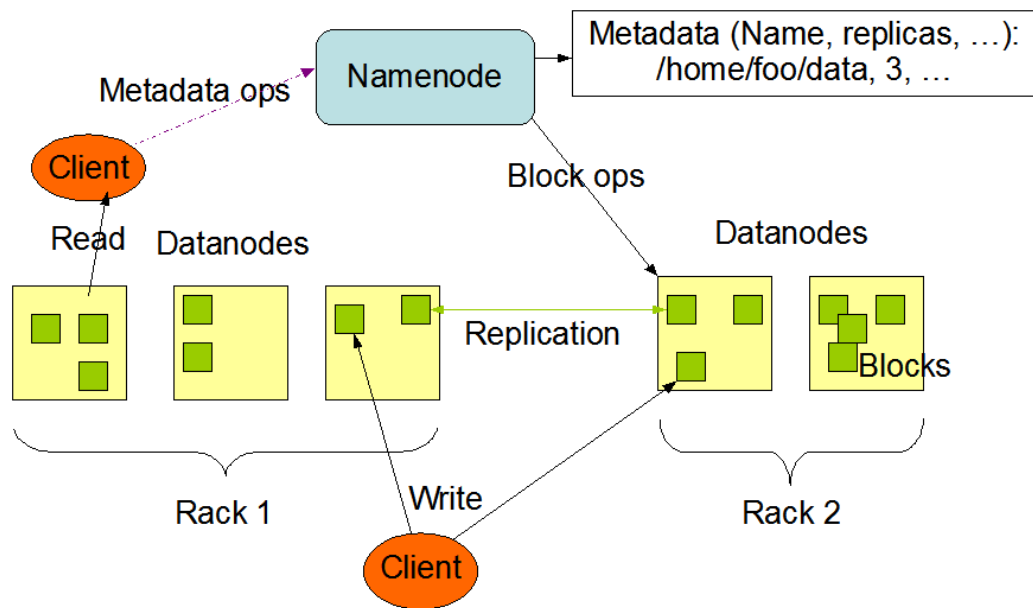 Metadata (Name, replicas, …):
/home/foo/data, 3, …
Namenode
Metadata ops
Client
Block ops
Read
Datanodes
Datanodes
Replication
Blocks
Rack 1
Write
Rack 2
Client